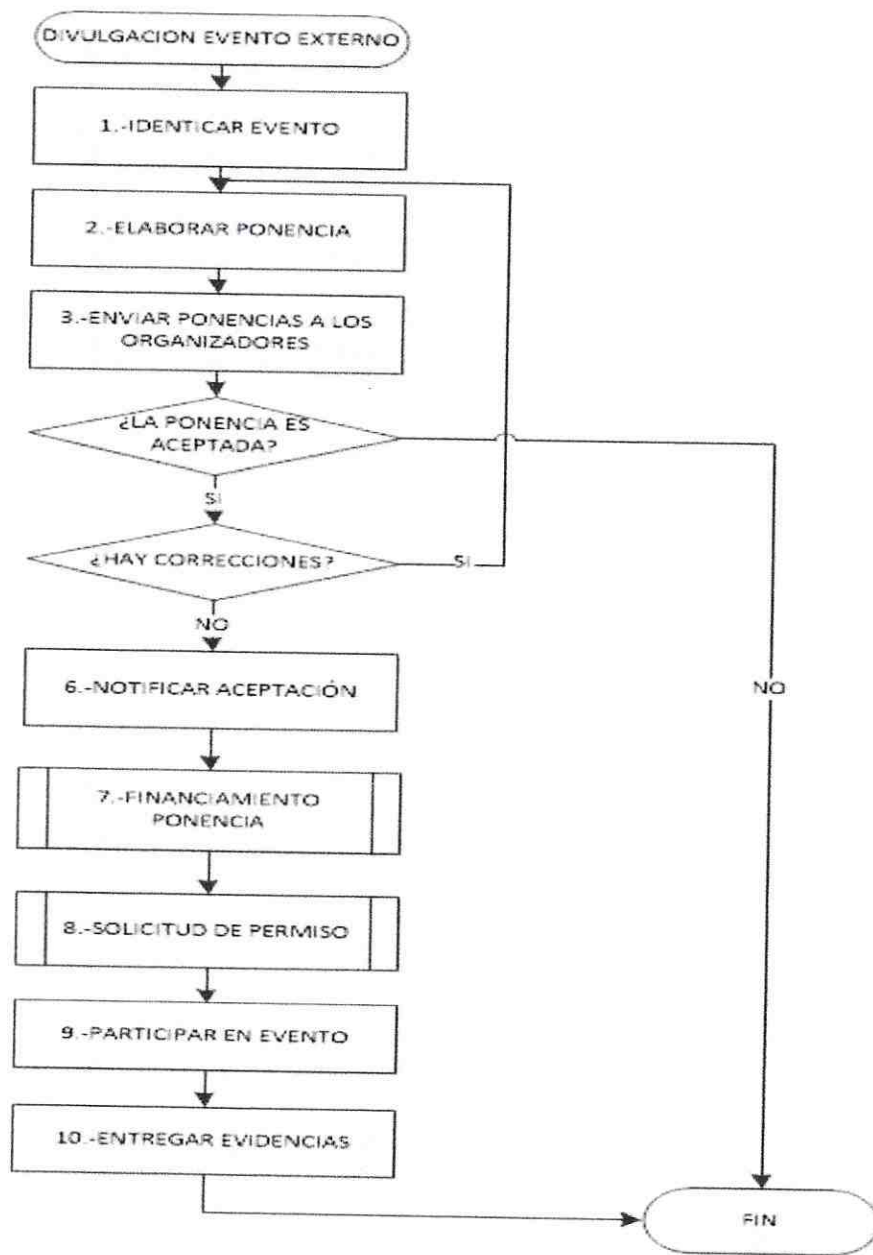 DIVULGACION EVENTO EXTERNO
1.-IDENTICAR EVENTO
2.-ELABORAR PONENCIA
3.-ENVIAR PONENCIAS A LOS
ORGANIZADORES
¿LA PONENCIA ES
ACEPTADA?
SI
¿HAY CORRECCIONES?
SI
NO
6.-NOTIFICAR ACEPTACIÓN
NO
7.-FINANCIAMIENTO
PONENCIA
8.-SOLICITUD DE PERMISO
9.-PARTICIPAR EN EVENTO
10.-ENTREGAR EVIDENCIAS
FIN